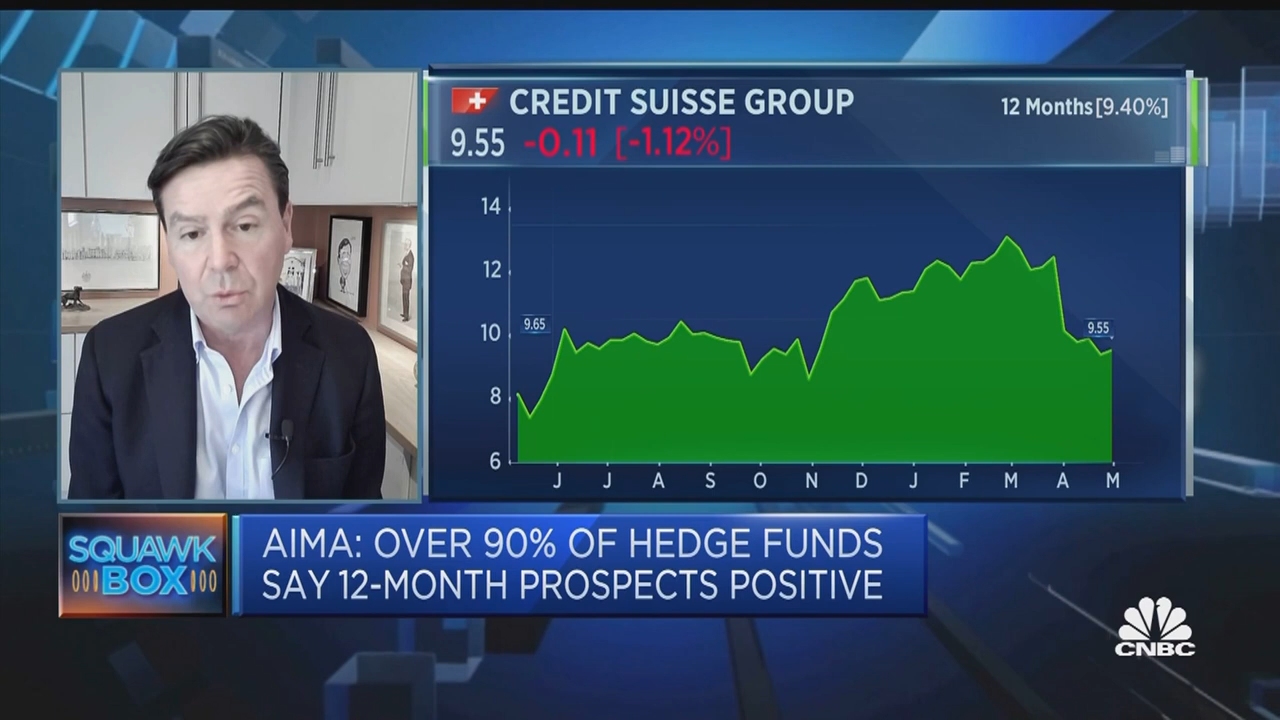 CREDIT SUISSE GROUP
12 Months[9.40%]
9.55 -0.11 [-1.12%]
14
12
10
8
6
9.65
9.55
J J A S O N D J F M A M
SQUAWK
BOX
AIMA: OVER 90% OF HEDGE FUNDS
SAY 12-MONTH PROSPECTS POSITIVE
CNBC